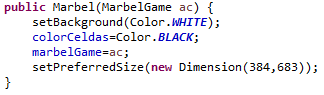 public Marbel(MarbelGame ac) {
    setBackground(Color.WHITE);
    colorCeldas=Color.BLACK;
    marbelGame=ac;
    setPreferredSize(new Dimension(384,683));
}